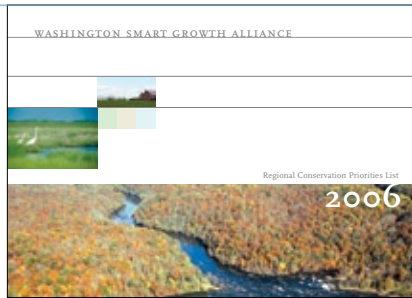 WASHINGTON SMART GROWTH ALLIANCE
Regional Conservation Priorities List
2006